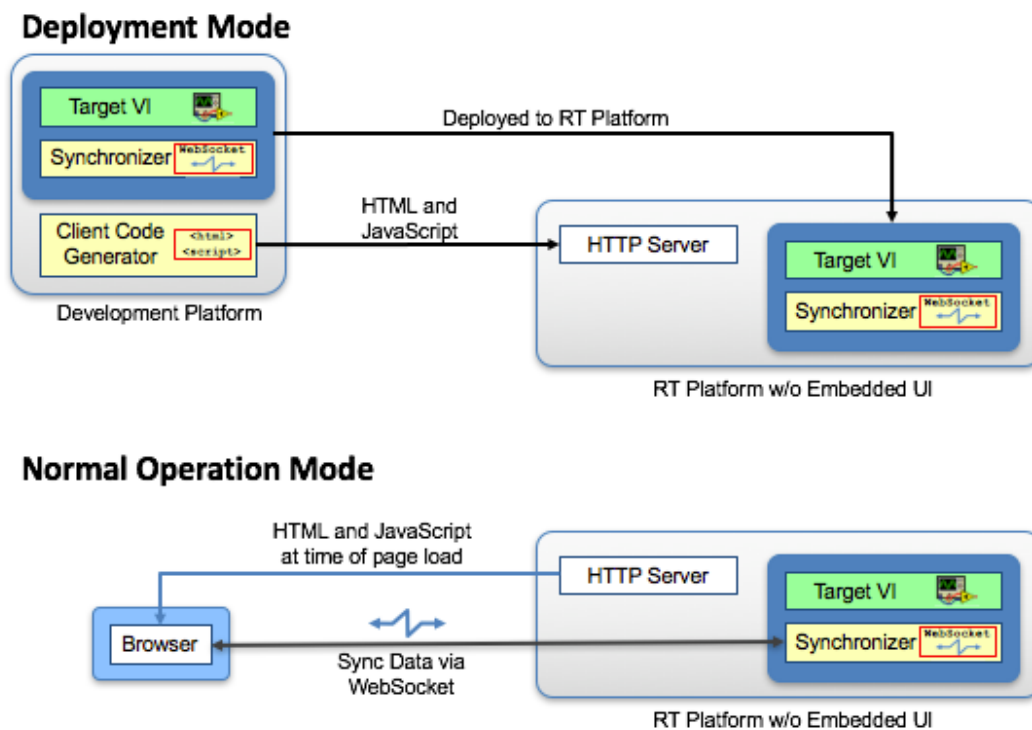 Deployment Mode
Target VI
Synchronizer
WebSocket
Client Code
Generator
<html>
<script>
Development Platform
Deployed to RT Platform
HTML and
JavaScript
HTTP Server
Target VI
Synchronizer
WebSocket
RT Platform w/o Embedded UI
Normal Operation Mode
HTML and JavaScript
at time of page load
HTTP Server
Browser
Sync Data via
WebSocket
Target VI
Synchronizer
WebSocket
RT Platform w/o Embedded UI